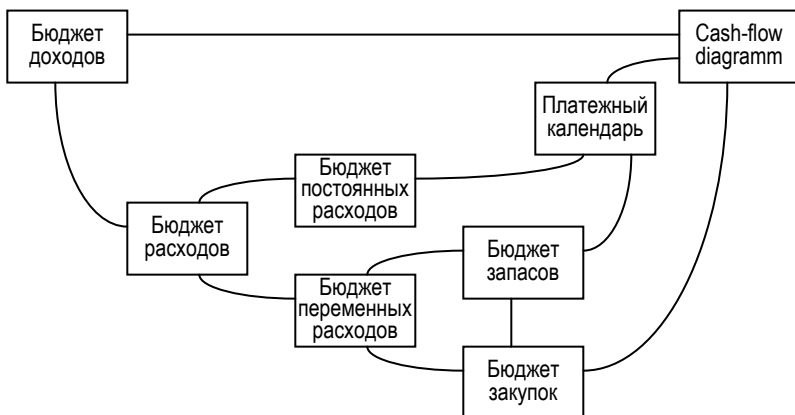 Бюджет
доходов
Cash-flow
diagramm
Платежный
календарь
Бюджет
постоянных
расходов
Бюджет
расходов
Бюджет
запасов
Бюджет
переменных
расходов
Бюджет
закупок